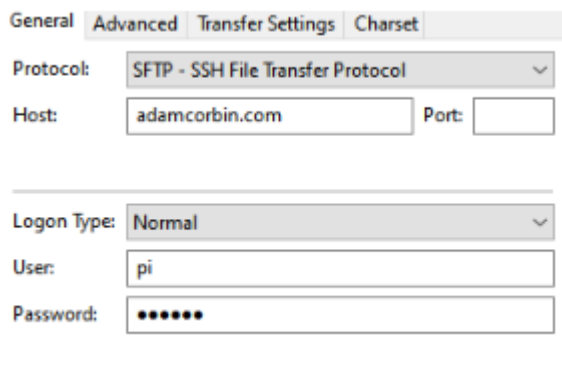 General Advanced Transfer Settings Charset
Protocol: SFTP - SSH File Transfer Protocol
Host: adamcorbin.com Port:
Logon Type: Normal
User: pi
Password: ●●●●●●